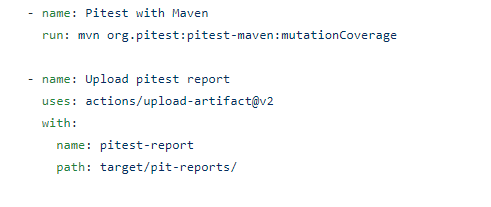 - name: Pitest with Maven
run: mvn org.pitest:pitest-maven:mutationCoverage
- name: Upload pitest report
uses: actions/upload-artifact@v2
with:
name: pitest-report
path: target/pit-reports/